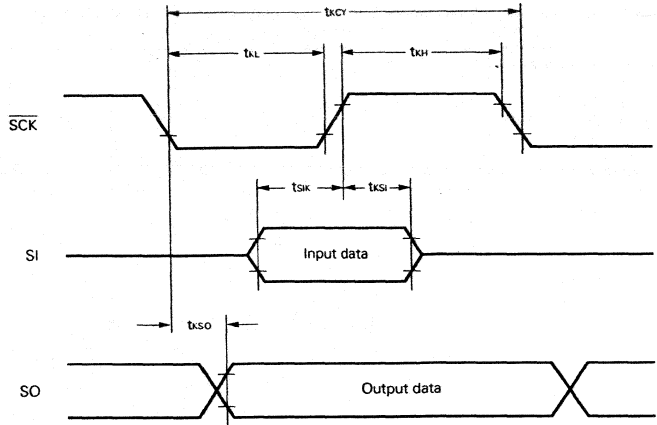 tKCY
tKL
tKH
SCK
tSIK
tKSI
SI
Input data
tKSO
SO
Output data